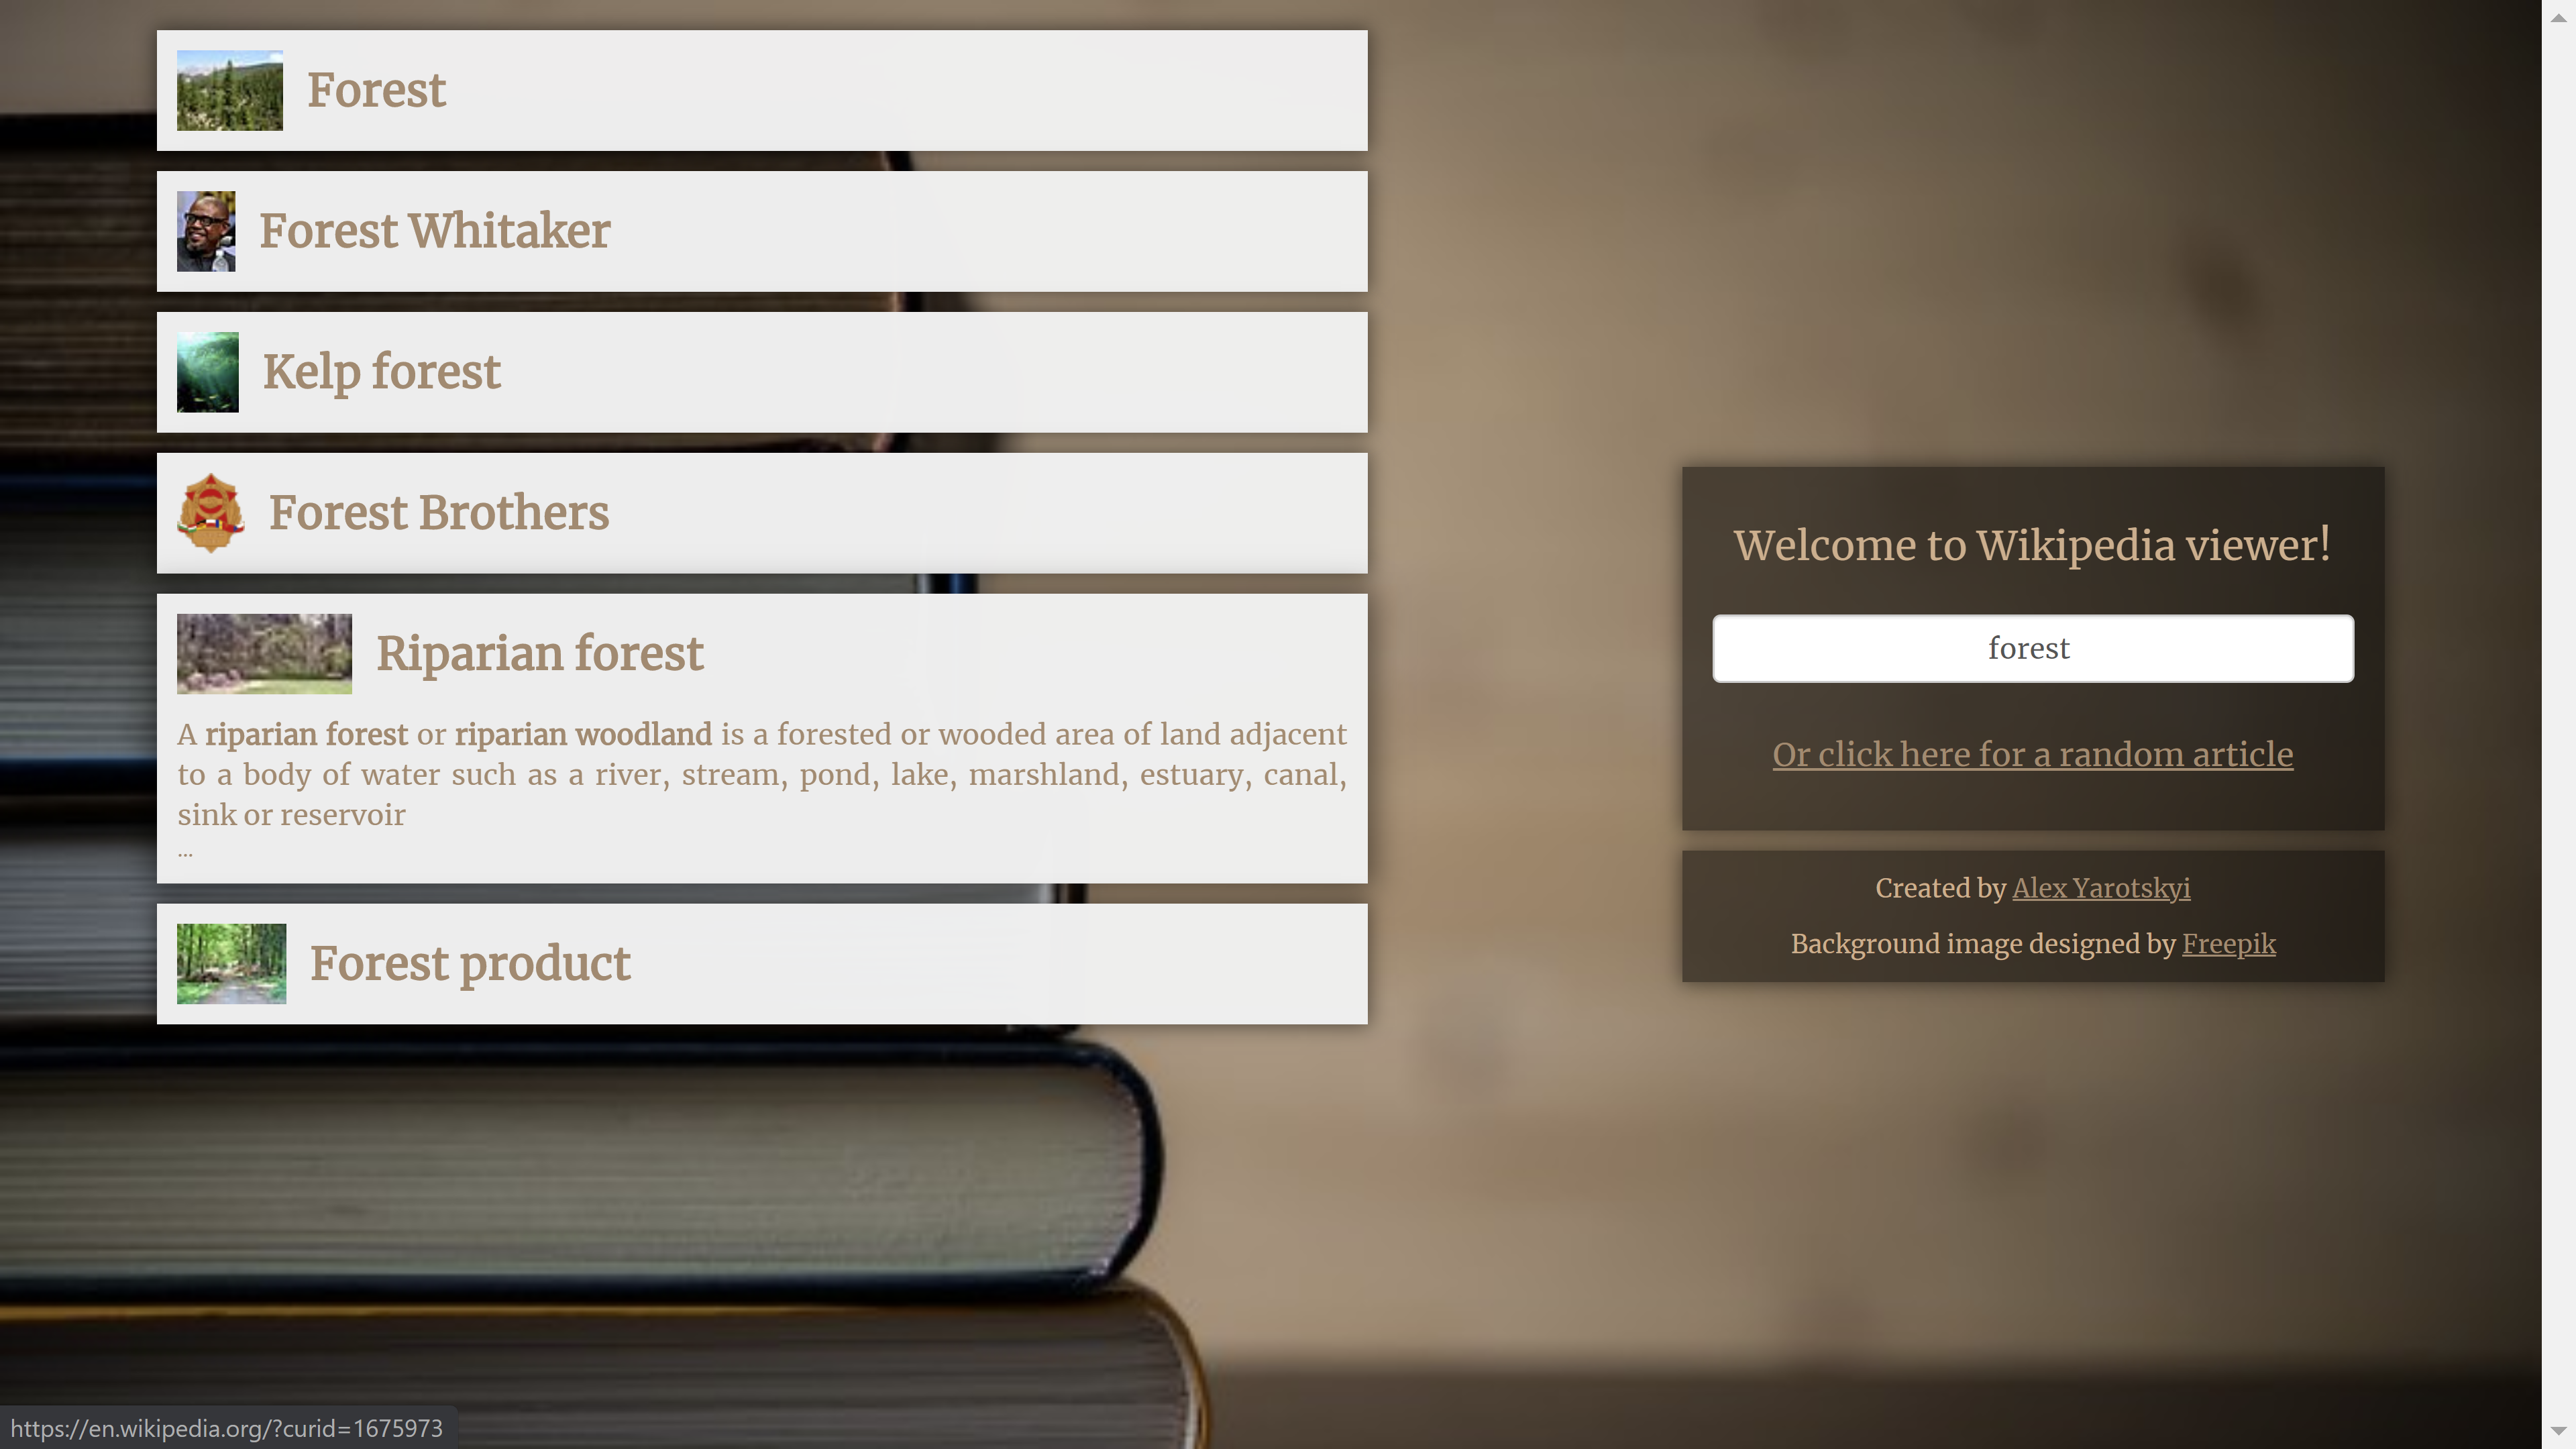 Forest
Forest Whitaker
Kelp forest
Forest Brothers
Riparian forest
A riparian forest or riparian woodland is a forested or wooded area of land adjacent
to a body of water such as a river, stream, pond, lake, marshland, estuary, canal,
sink or reservoir
...
Forest product
Welcome to Wikipedia viewer!
forest
Or click here for a random article
Created by Alex Yarotskyi
Background image designed by Freepik
https://en.wikipedia.org/?curid=1675973